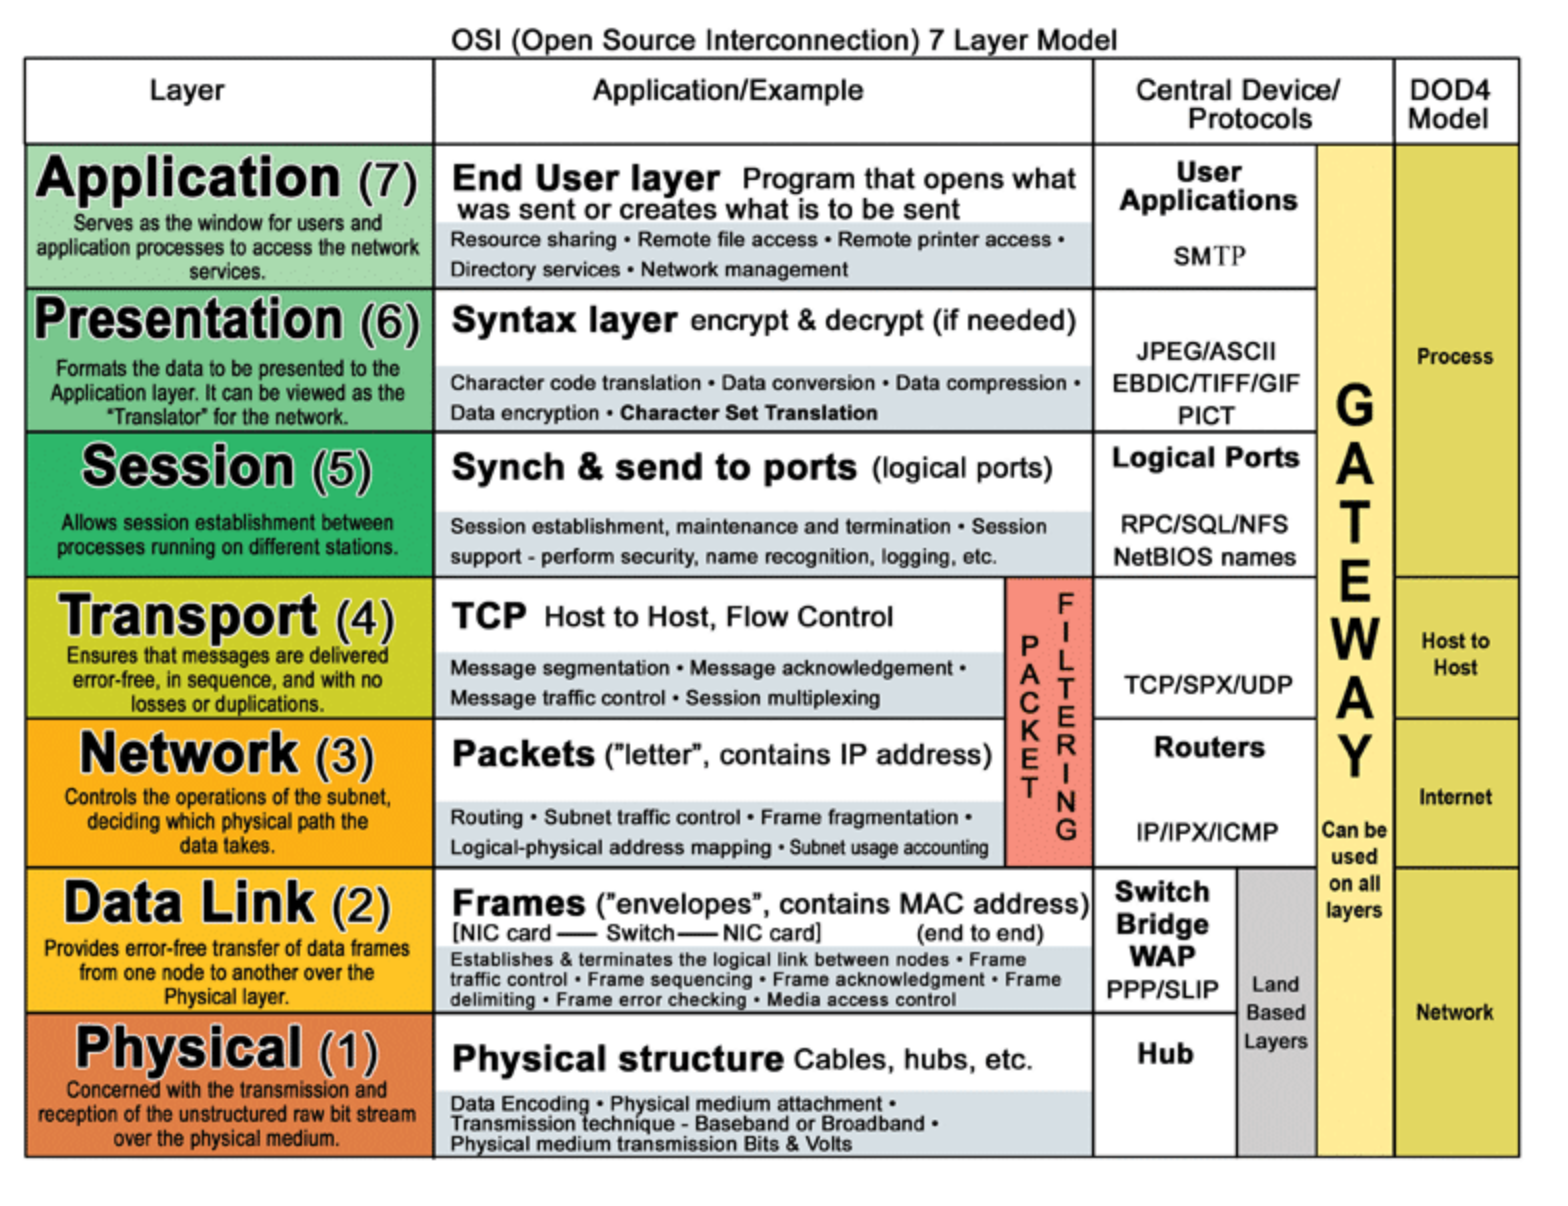 OSI (Open Source Interconnection) 7 Layer Model
Layer
Application/Example
Central Device/
Protocols
DOD4
Model
Application (7)
Serves as the window for users and
application processes to access the network
services.
End User layer Program that opens what
was sent or creates what is to be sent
Resource sharing • Remote file access • Remote printer access •
Directory services • Network management
User
Applications
SMTP
Presentation (6)
Formats the data to be presented to the
Application layer. It can be viewed as the
“Translator” for the network.
Syntax layer encrypt & decrypt (if needed)
Character code translation • Data conversion • Data compression •
Data encryption • Character Set Translation
JPEG/ASCII
EBDIC/TIFF/GIF
PICT
Session (5)
Allows session establishment between
processes running on different stations.
Synch & send to ports (logical ports)
Session establishment, maintenance and termination • Session
support - perform security, name recognition, logging, etc.
Logical Ports
RPC/SQL/NFS
NetBIOS names
Transport (4)
Ensures that messages are delivered
error-free, in sequence, and with no
losses or duplications.
TCP Host to Host, Flow Control
Message segmentation • Message acknowledgement •
Message traffic control • Session multiplexing
PACKET
FILTERING
TCP/SPX/UDP
Network (3)
Controls the operations of the subnet,
deciding which physical path the
data takes.
Packets ("letter", contains IP address)
Routing • Subnet traffic control • Frame fragmentation •
Logical-physical address mapping • Subnet usage accounting
Routers
IP/IPX/ICMP
Data Link (2)
Provides error-free transfer of data frames
from one node to another over the
Physical layer.
Frames ("envelopes", contains MAC address)
[NIC card —— Switch —— NIC card] (end to end)
Establishes & terminates the logical link between nodes • Frame
traffic control • Frame sequencing • Frame acknowledgment • Frame
delimiting • Frame error checking • Media access control
Switch
Bridge
WAP
PPP/SLIP
Physical (1)
Concerned with the transmission and
reception of the unstructured raw bit stream
over the physical medium.
Physical structure Cables, hubs, etc.
Data Encoding • Physical medium attachment •
Transmission technique - Baseband or Broadband •
Physical medium transmission Bits & Volts
Hub
Land
Based
Layers
GATEWAY
Can be
used
on all
layers
Process
Host to
Host
Internet
Network